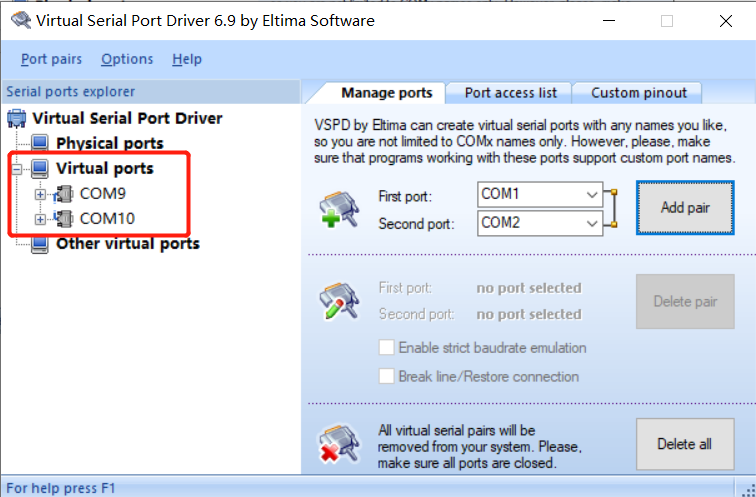 Virtual Serial Port Driver 6.9 by Eltima Software
Port pairs Options Help
Serial ports explorer
Virtual Serial Port Driver
Physical ports
Virtual ports
COM9
COM10
Other virtual ports
Manage ports Port access list Custom pinout
VSPD by Eltima can create virtual serial ports with any names you like,
so you are not limited to COMx names only. However, please, make
sure that programs working with these ports support custom port names.
First port: COM1
Second port: COM2
Add pair
First port: no port selected
Second port: no port selected
Delete pair
Enable strict baudrate emulation
Break line/Restore connection
All virtual serial pairs will be
removed from your system. Please,
make sure all ports are closed.
Delete all
For help press F1